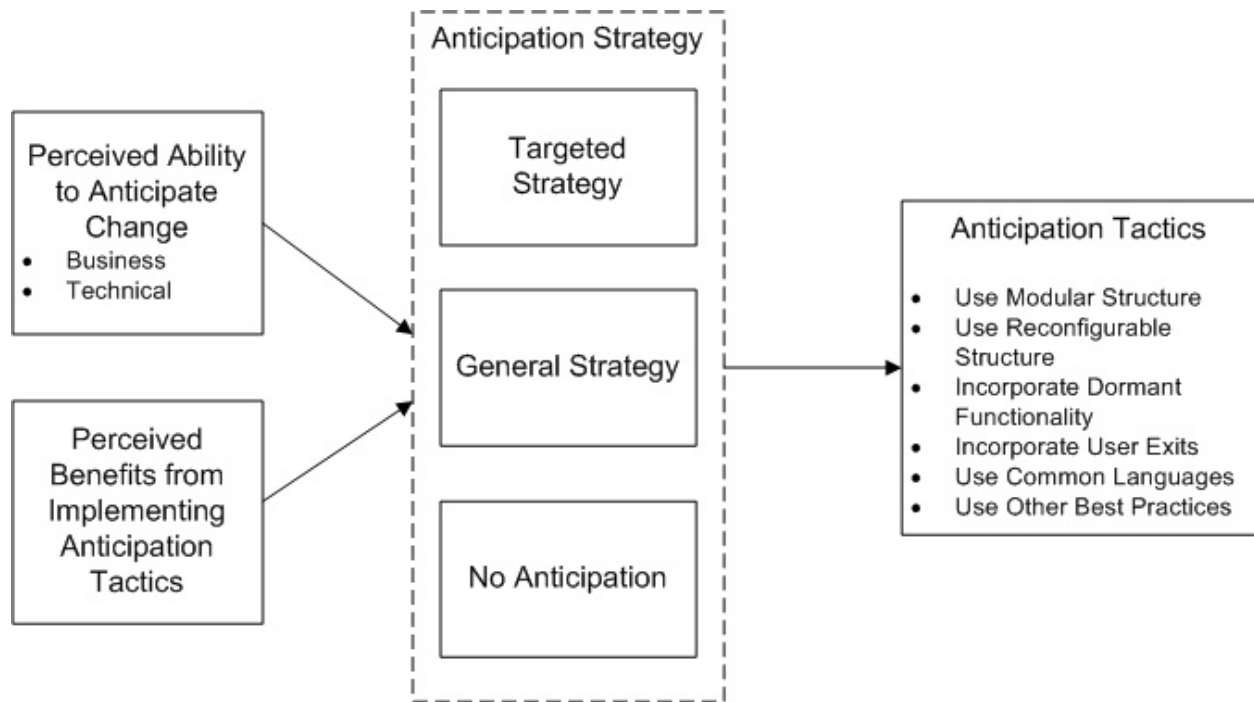 Perceived Ability
to Anticipate
Change
• Business
• Technical
Perceived
Benefits from
Implementing
Anticipation
Tactics
Anticipation Strategy
Targeted
Strategy
General Strategy
No Anticipation
Anticipation Tactics
• Use Modular Structure
• Use Reconfigurable
Structure
• Incorporate Dormant
Functionality
• Incorporate User Exits
• Use Common Languages
• Use Other Best Practices